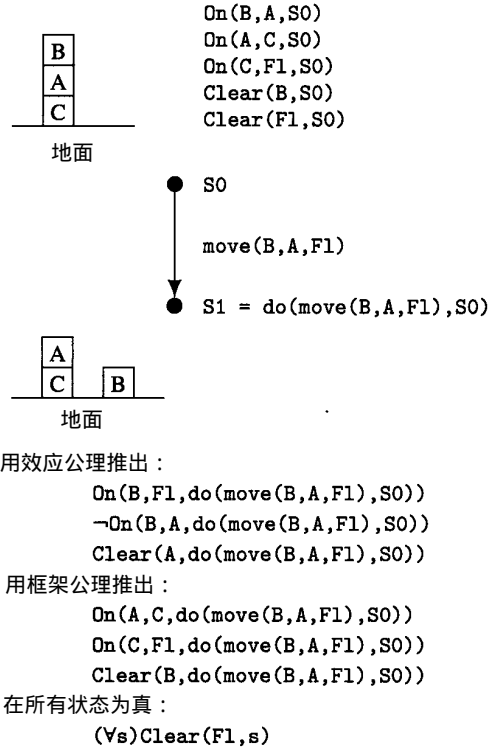 On(B,A,S0)
On(A,C,S0)
On(C,Fl,S0)
Clear(B,S0)
Clear(Fl,S0)
B
A
C
地面
S0
move(B,A,Fl)
S1 = do(move(B,A,Fl),S0)
A
C B
地面
用效应公理推出：
On(B,Fl,do(move(B,A,Fl),S0))
¬On(B,A,do(move(B,A,Fl),S0))
Clear(A,do(move(B,A,Fl),S0))
用框架公理推出：
On(A,C,do(move(B,A,Fl),S0))
On(C,Fl,do(move(B,A,Fl),S0))
Clear(B,do(move(B,A,Fl),S0))
在所有状态为真：
(∀s)Clear(Fl,s)